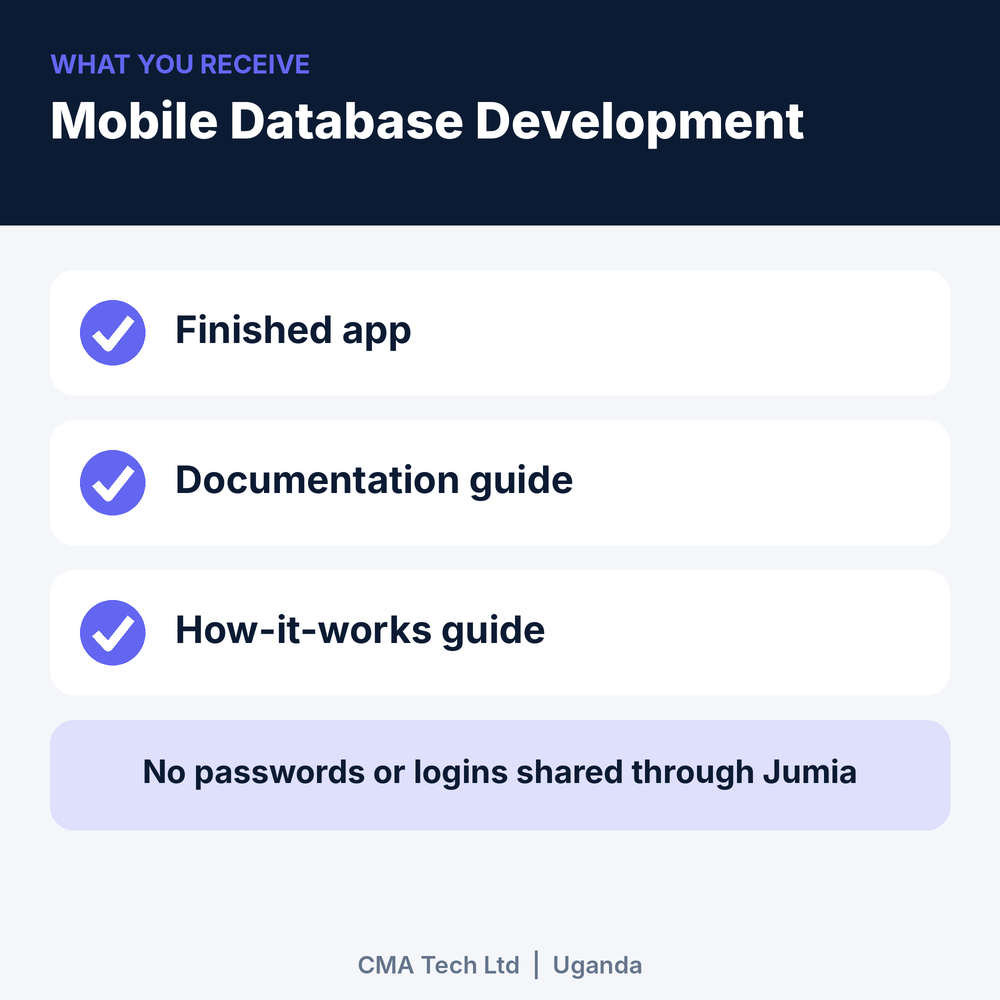 WHAT YOU RECEIVE
Mobile Database Development
Finished app
Documentation guide
How-it-works guide
No passwords or logins shared through Jumia
CMA Tech Ltd | Uganda